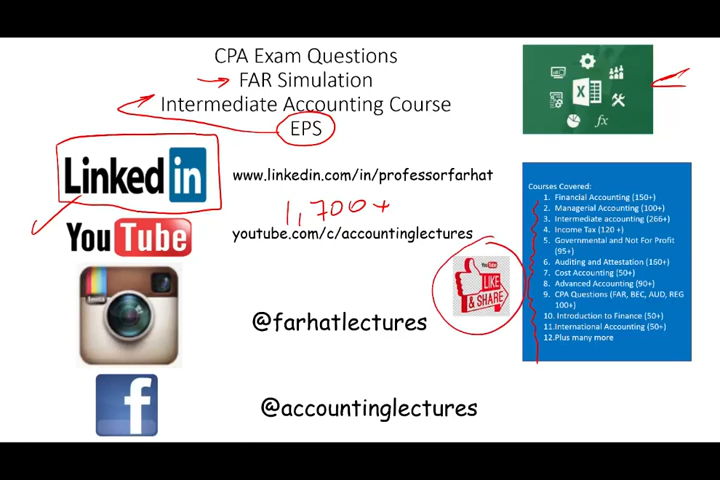 CPA Exam Questions
FAR Simulation
Intermediate Accounting Course
EPS
X
fx
Linked in
www.linkedin.com/in/professorfarhat
1,700+
YouTube
youtube.com/c/accountinglectures
YouTube
LIKE
& SHARE
@farhatlectures
f
@accountinglectures
Courses Covered:
1. Financial Accounting (150+)
2. Managerial Accounting (100+)
3. Intermediate accounting (266+)
4. Income Tax (120 +)
5. Governmental and Not For Profit
(95+)
6. Auditing and Attestation (160+)
7. Cost Accounting (50+)
8. Advanced Accounting (90+)
9. CPA Questions (FAR, BEC, AUD, REG
100+)
10. Introduction to Finance (50+)
11.International Accounting (50+)
12.Plus many more